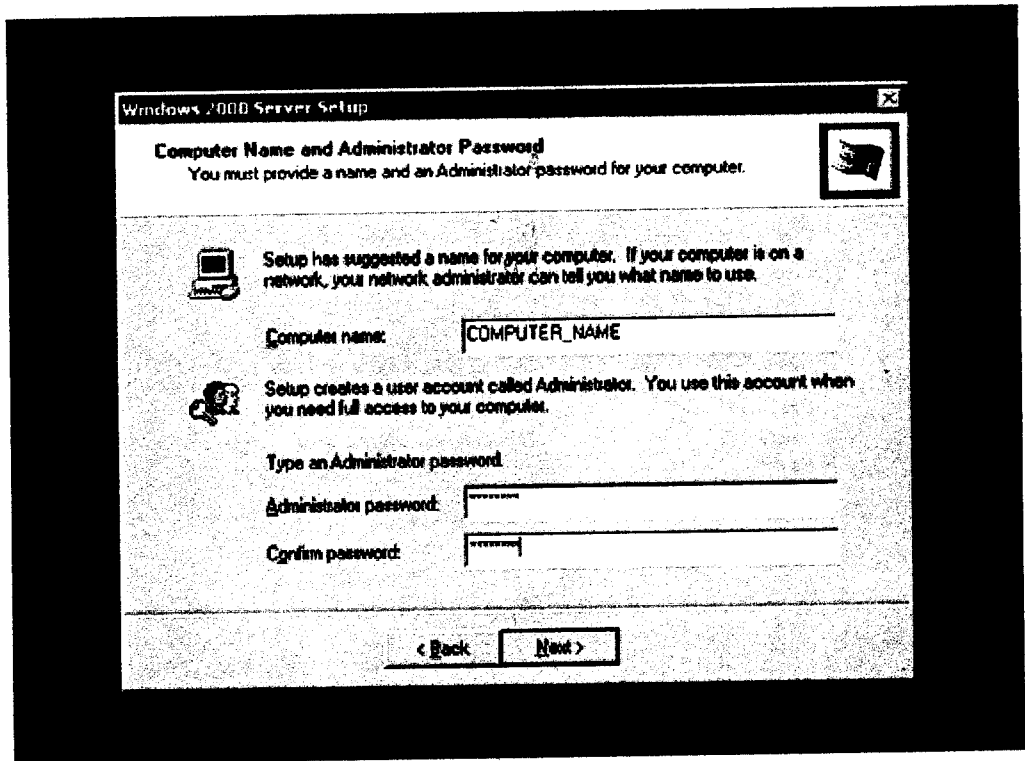 Windows 2000 Server Setup
Computer Name and Administrator Password
You must provide a name and an Administrator password for your computer.
Setup has suggested a name for your computer. If your computer is on a
network, your network administrator can tell you what name to use.
Computer name:
COMPUTER_NAME
Setup creates a user account called Administrator. You use this account when
you need full access to your computer.
Type an Administrator password.
Administrator password:
********
Confirm password:
********
< Back
Next >